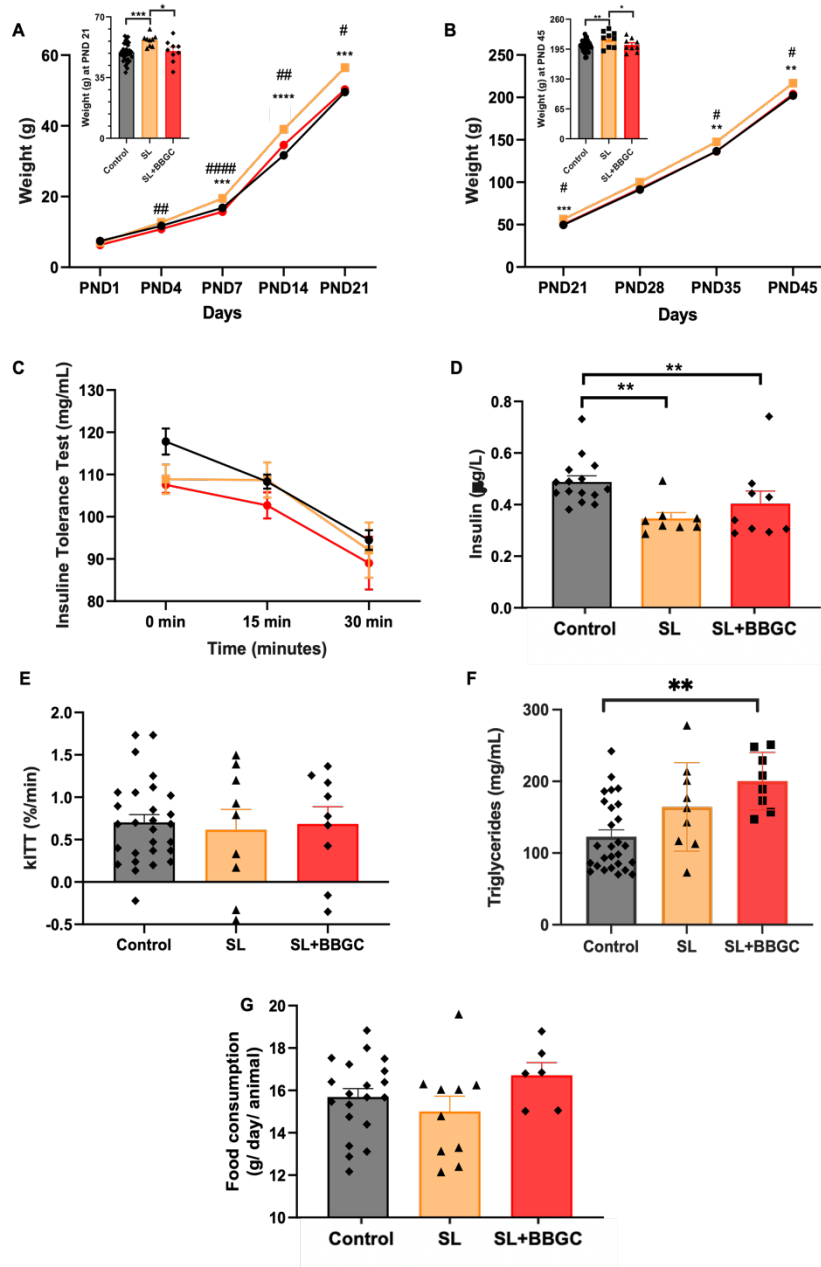 A
Weight (g) at PND 21
70
53
35
0
***
*
Control
SL
SL+BBGC
Weight (g)
60
40
20
0
##
####
***
##
****
#
***
PND1 PND4 PND7 PND14 PND21
Days
B
Weight (g) at PND 45
260
195
130
65
0
**
*
Control
SL
SL+BBGC
Weight (g)
250
200
150
100
50
0
#
***
#
**
#
**
PND21 PND28 PND35 PND45
Days
C
Insuline Tolerance Test (mg/mL)
130
120
110
100
90
80
0 min 15 min 30 min
Time (minutes)
D
**
**
0.8
0.6
0.4
0.2
0.0
Control SL SL+BBGC
E
kITT (%/min)
2.0
1.5
1.0
0.5
0.0
-0.5
Control SL SL+BBGC
F
**
Triglycerides (mg/mL)
300
200
100
0
Control SL SL+BBGC
G
Food consumption
(g/ day/ animal)
20
18
16
14
12
10
Control SL SL+BBGC